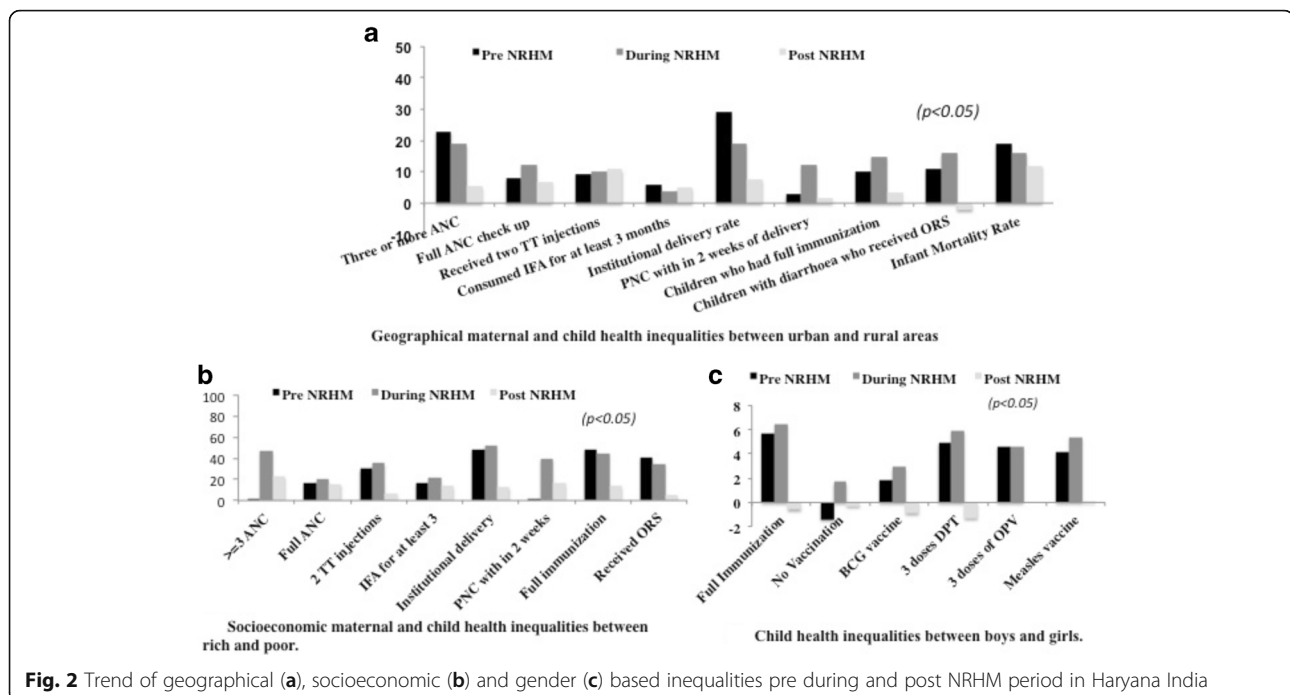 a
50
40
30
20
10
0
-10
Pre NRHM During NRHM Post NRHM
(p<0.05)
Three or more ANC
Full ANC check up
Received two TT injections
Consumed IFA for at least 3 months
Institutional delivery rate
PNC with in 2 weeks of delivery
Children who had full immunization
Children with diarrhoea who received ORS
Infant Mortality Rate
Geographical maternal and child health inequalities between urban and rural areas
b
Pre NRHM During NRHM Post NRHM
100
80
60
40
20
0
(p<0.05)
>=3 ANC
Full ANC
2 TT injections
IFA for at least 3
Institutional delivery
PNC with in 2 weeks
Full immunization
Received ORS
Socioeconomic maternal and child health inequalities between
rich and poor.
c
Pre NRHM During NRHM Post NRHM
8
6
4
2
0
-2
(p<0.05)
Full Immunization
No Vaccination
BCG vaccine
3 doses DPT
3 doses of OPV
Measles vaccine
Child health inequalities between boys and girls.
Fig. 2 Trend of geographical (a), socioeconomic (b) and gender (c) based inequalities pre during and post NRHM period in Haryana India